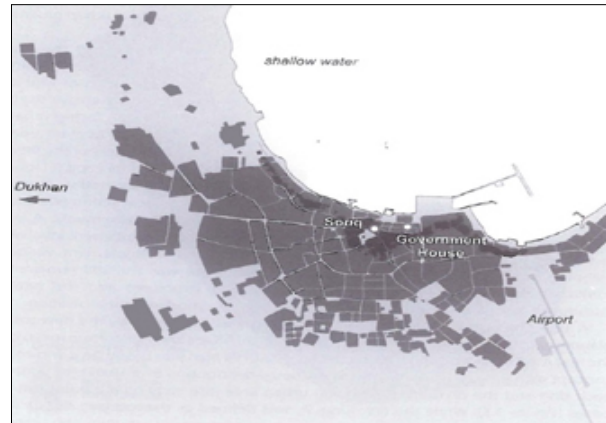 shallow water
Dukhan
Souq
Government
House
Airport